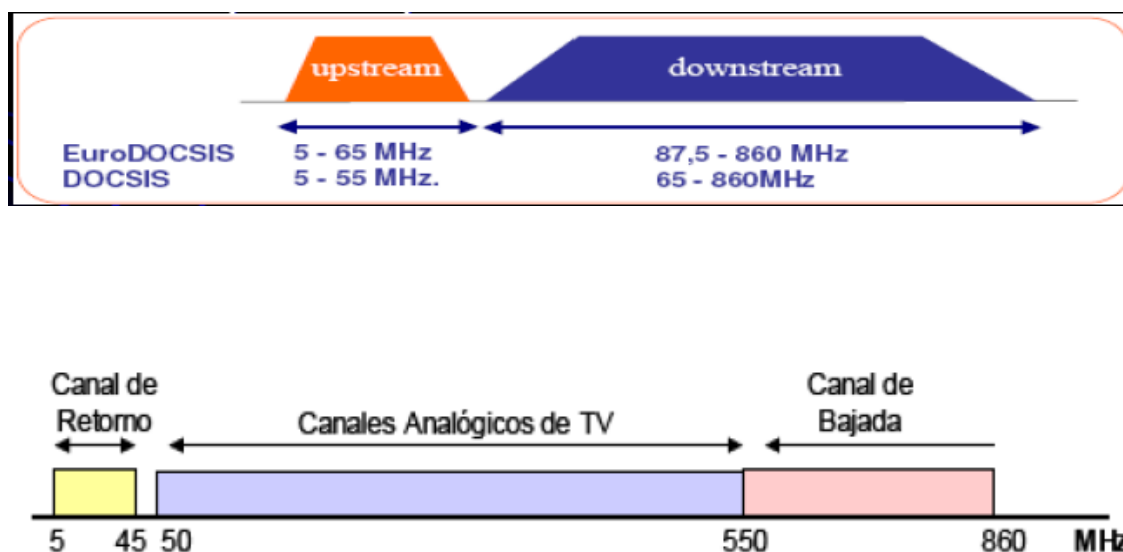 upstream downstream
EuroDOCSIS 5 - 65 MHz 87,5 - 860 MHz
DOCSIS 5 - 55 MHz. 65 - 860MHz
Canal de
Retorno
Canales Analógicos de TV
Canal de
Bajada
5 45 50 550 860 MHz